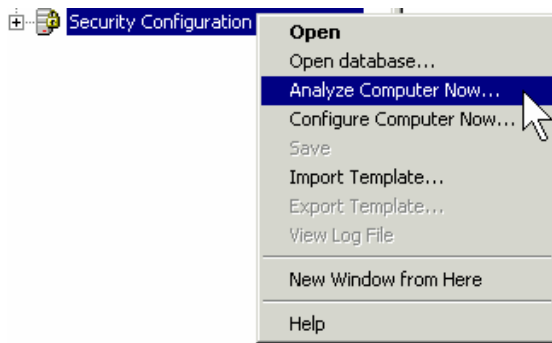 Security Configuration
Open
Open database...
Analyze Computer Now...
Configure Computer Now...
Save
Import Template...
Export Template...
View Log File
New Window from Here
Help